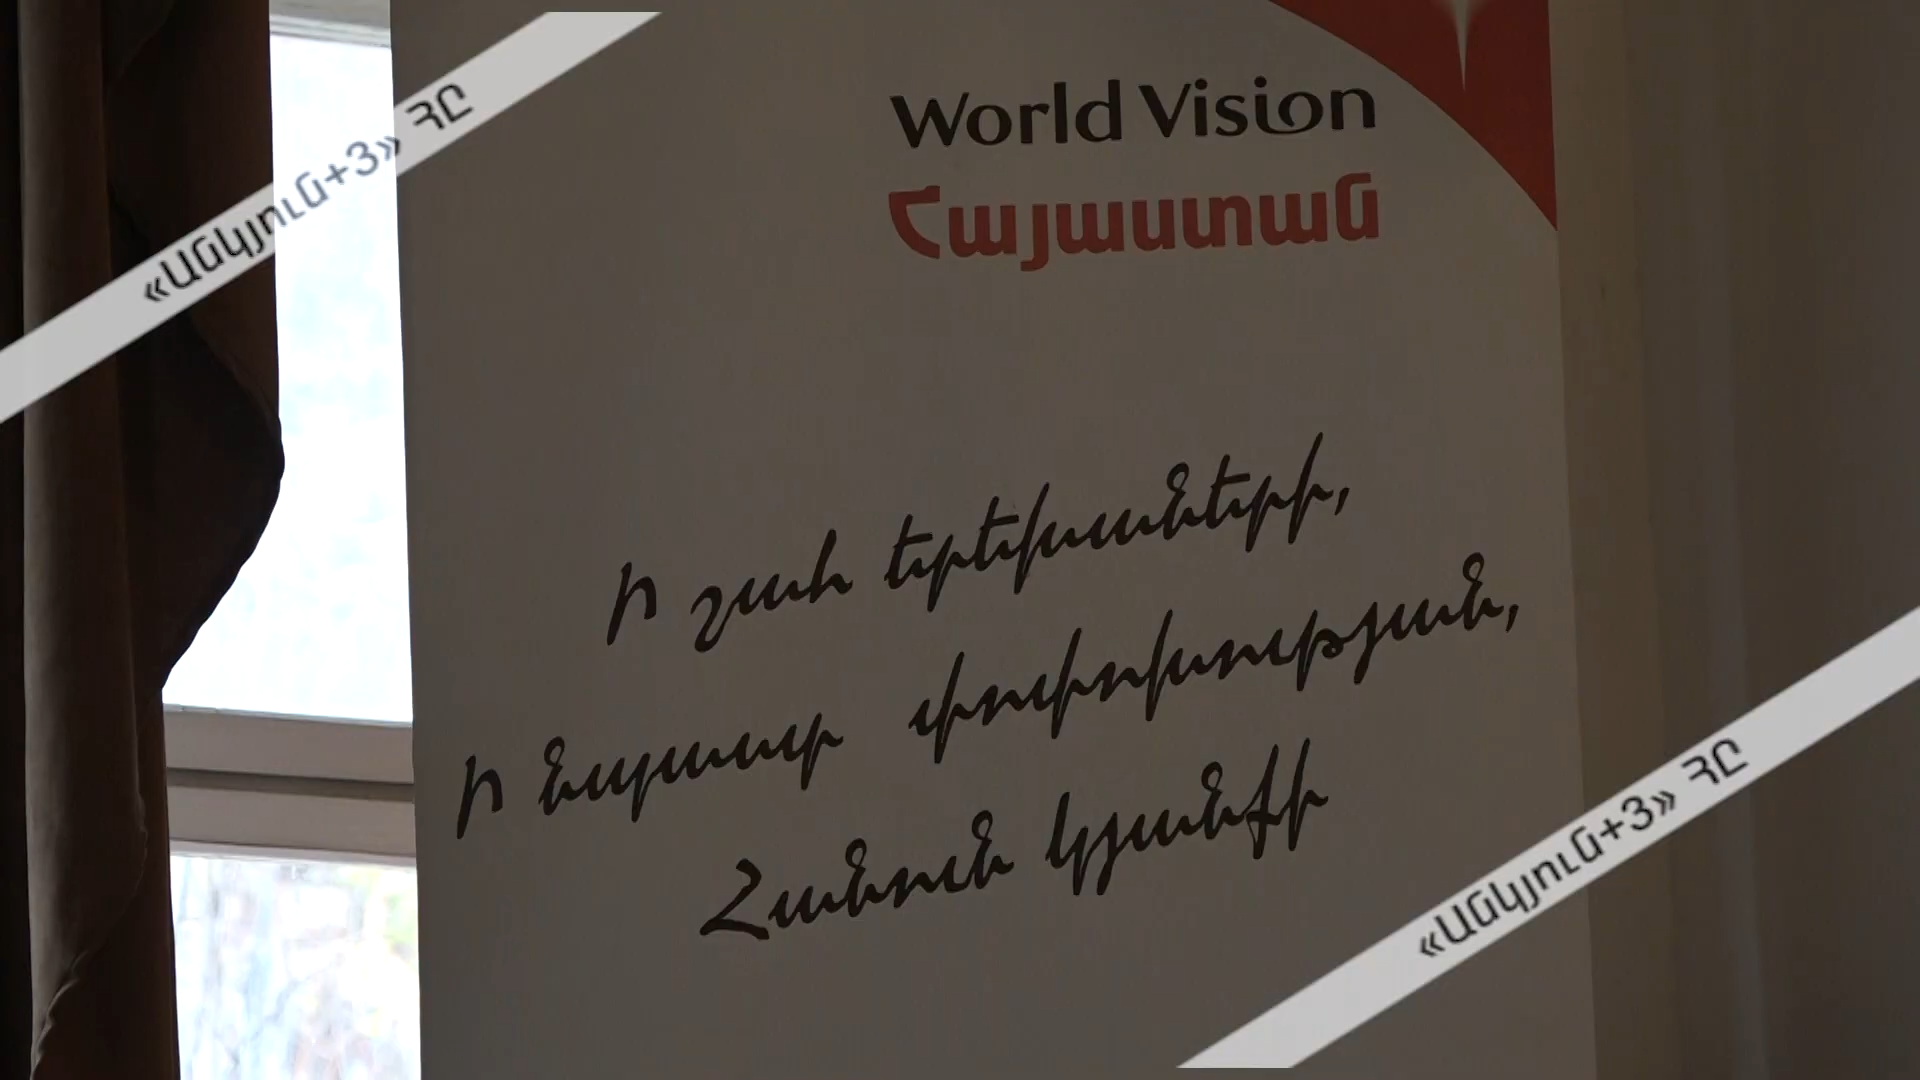 «Անկյուն+3» ՀԸ
World Vision
Հայաստան
Ի շահ երեխաների,
Ի նպաստ փոփոխության,
Հանուն կյանքի
«Անկյուն+3» ՀԸ